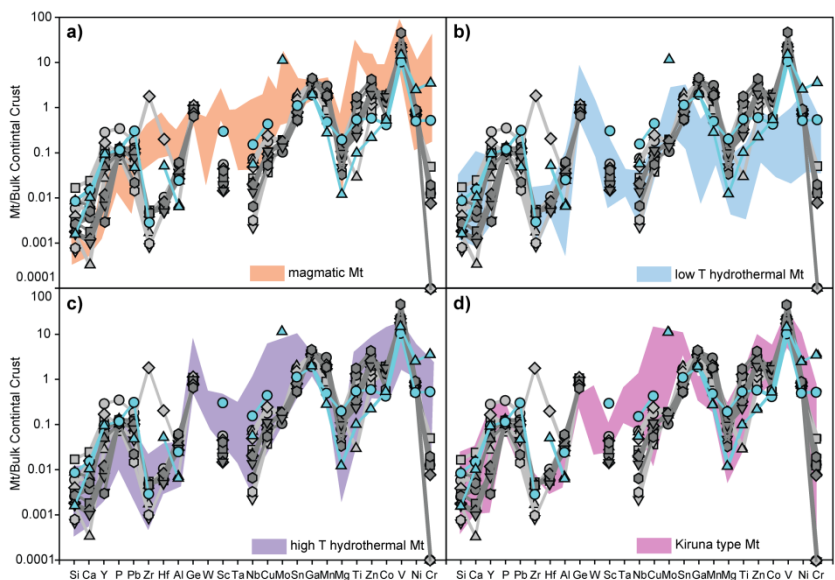 a)
b)
100
10
1
0.1
0.01
0.001
0.0001
Mt/Bulk Contintal Crust
magmatic Mt
low T hydrothermal Mt
c)
d)
100
10
1
0.1
0.01
0.001
0.0001
Mt/Bulk Contintal Crust
high T hydrothermal Mt
Kiruna type Mt
Si Ca Y P Pb Zr Hf Al Ge W Sc Ta Nb Cu Mo Sn Ga Mn Mg Ti Zn Co V Ni Cr
Si Ca Y P Pb Zr Hf Al Ge W Sc Ta Nb Cu Mo Sn Ga Mn Mg Ti Zn Co V Ni Cr